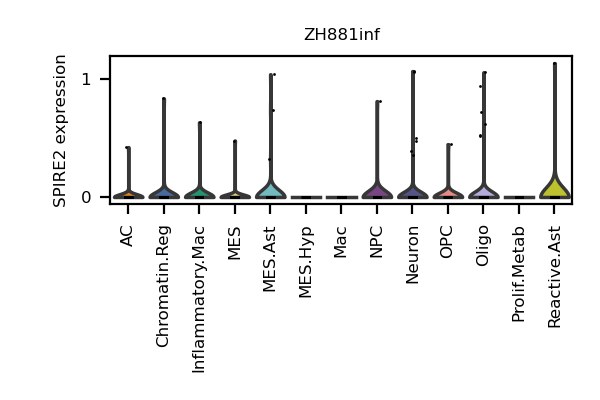 ZH881inf
SPIRE2 expression
1
0
AC
Chromatin.Reg
Inflammatory.Mac
MES
MES.Ast
MES.Hyp
Mac
NPC
Neuron
OPC
Oligo
Prolif.Metab
Reactive.Ast